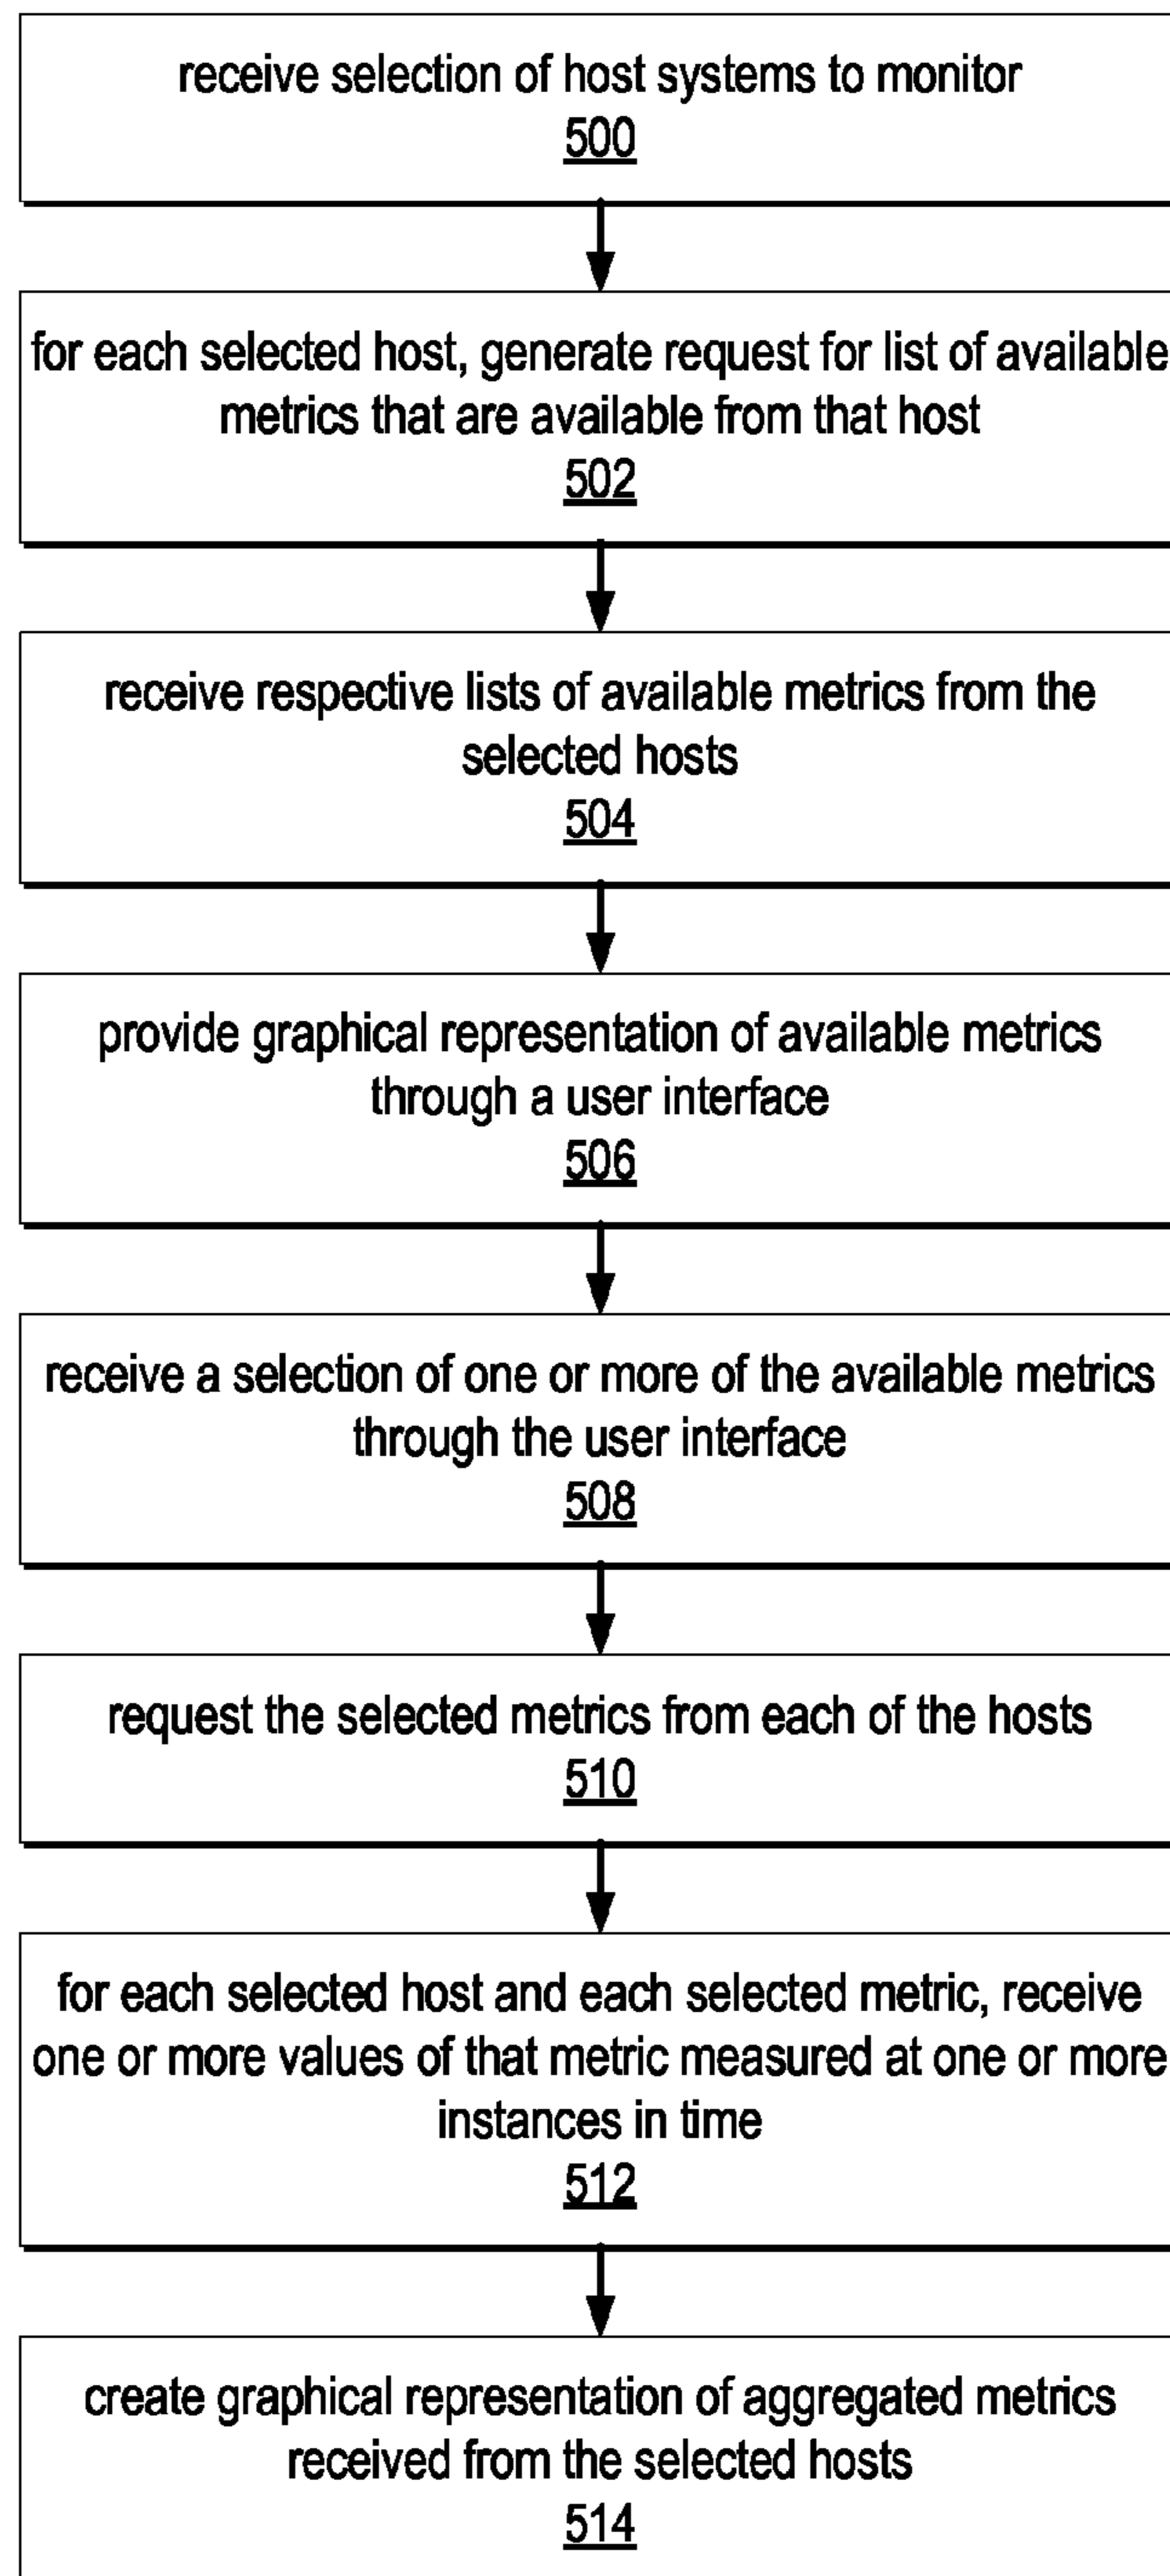 receive selection of host systems to monitor
500
for each selected host, generate request for list of available
metrics that are available from that host
502
receive respective lists of available metrics from the
selected hosts
504
provide graphical representation of available metrics
through a user interface
506
receive a selection of one or more of the available metrics
through the user interface
508
request the selected metrics from each of the hosts
510
for each selected host and each selected metric, receive
one or more values of that metric measured at one or more
instances in time
512
create graphical representation of aggregated metrics
received from the selected hosts
514